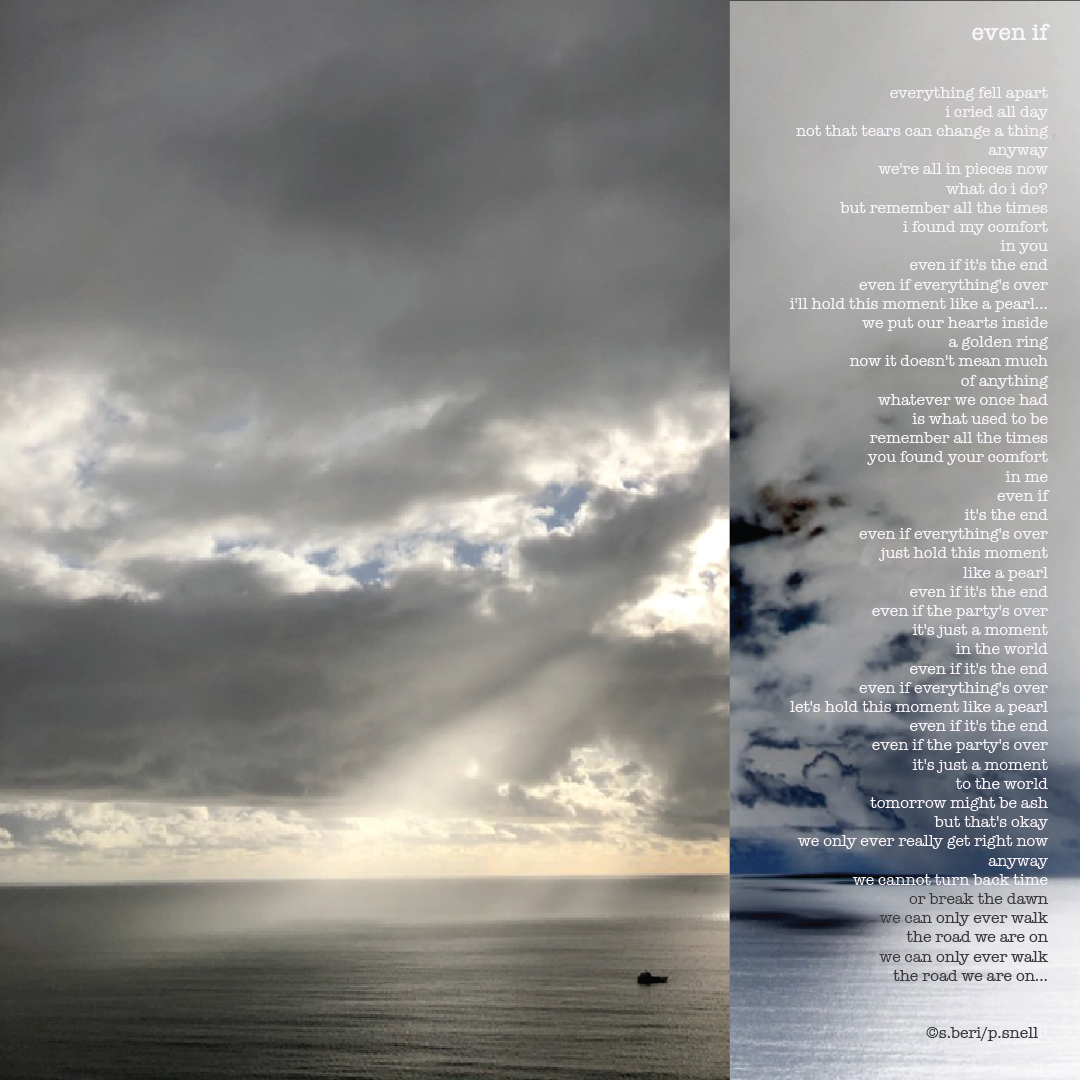 even if
everything fell apart
i cried all day
not that tears can change a thing
anyway
we're all in pieces now
what do i do?
but remember all the times
i found my comfort
in you
even if it's the end
even if everything's over
i'll hold this moment like a pearl...
we put our hearts inside
a golden ring
now it doesn't mean much
of anything
whatever we once had
is what used to be
remember all the times
you found your comfort
in me
even if
it's the end
even if everything's over
just hold this moment
like a pearl
even if it's the end
even if the party's over
it's just a moment
in the world
even if it's the end
even if everything's over
let's hold this moment like a pearl
even if it's the end
even if the party's over
it's just a moment
to the world
tomorrow might be ash
but that's okay
we only ever really get right now
anyway
we cannot turn back time
or break the dawn
we can only ever walk
the road we are on
we can only ever walk
the road we are on...
©s.beri/p.snell